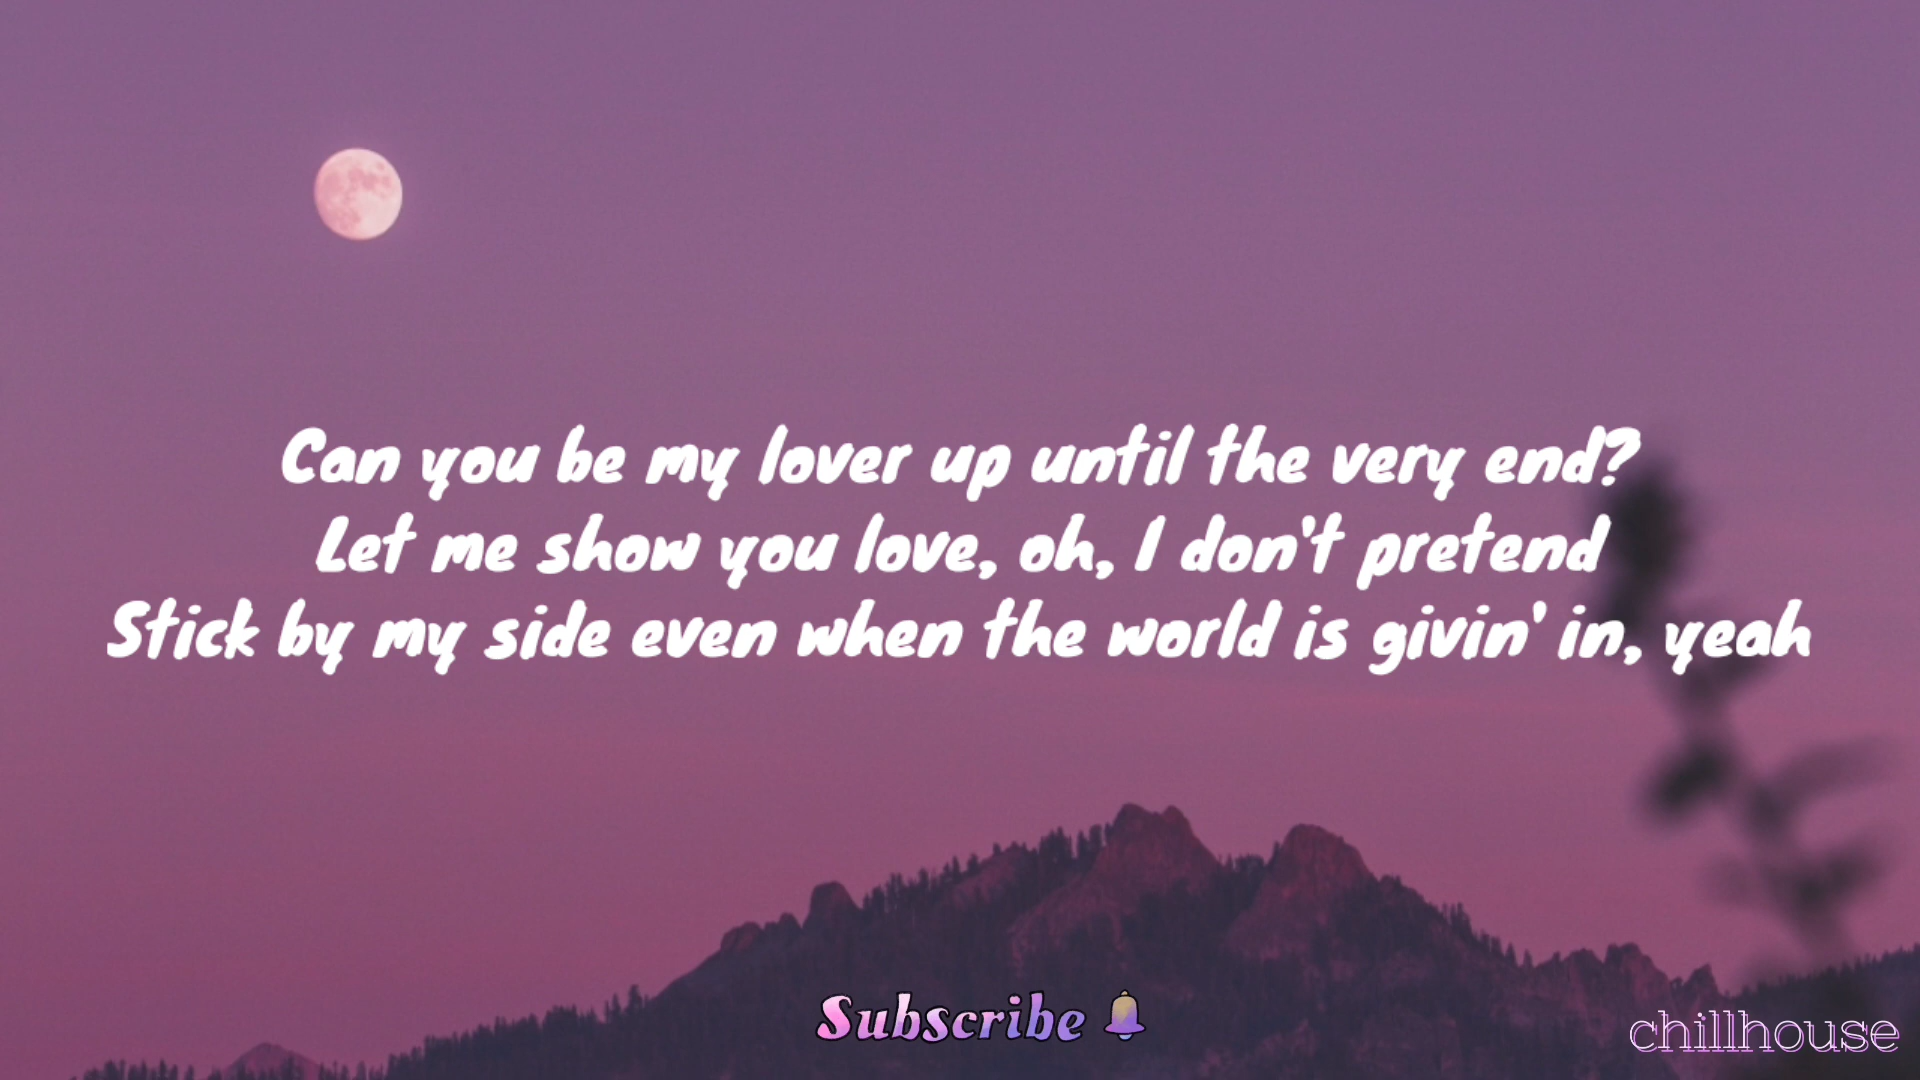 Can you be my lover up until the very end?
Let me show you love, oh, I don't pretend
Stick by my side even when the world is givin' in, yeah
Subscribe
chillhouse